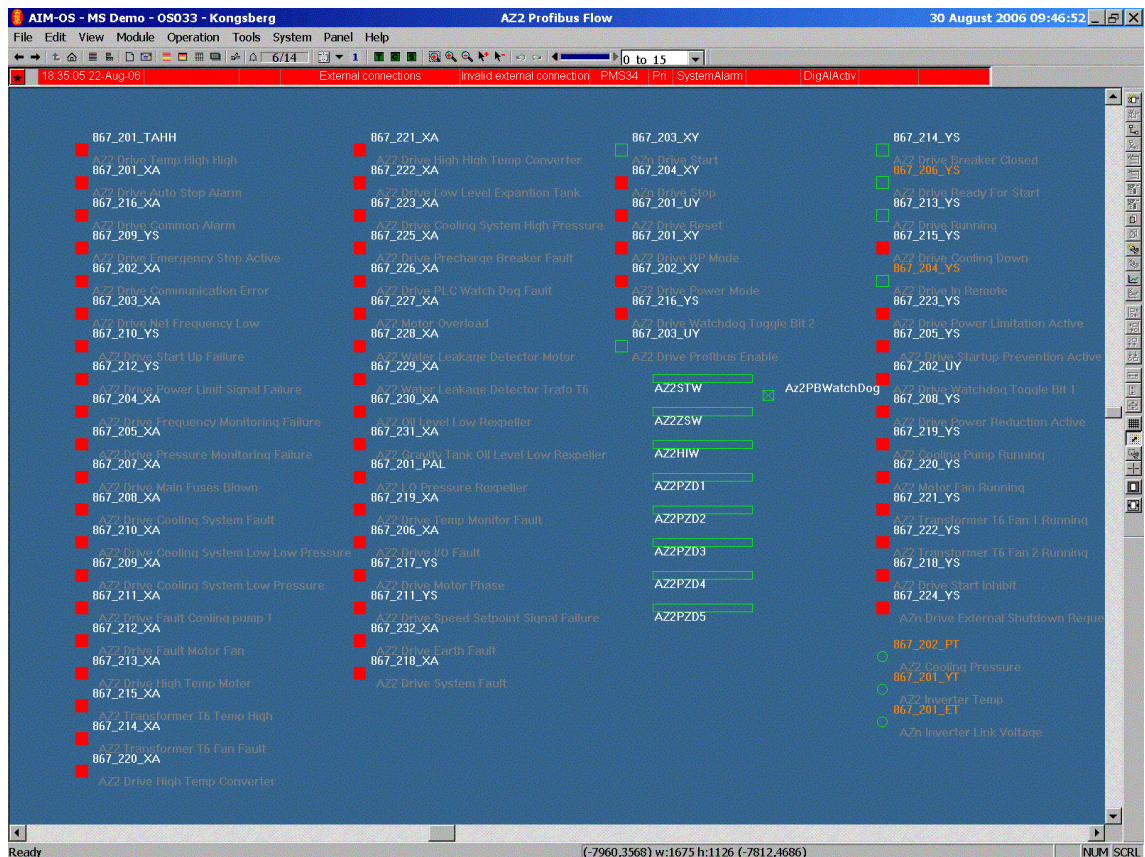 AIM-OS - MS Demo - OS033 - Kongsberg AZ2 Profibus Flow 30 August 2006 09:46:52
File Edit View Module Operation Tools System Panel Help
6/14 1 0 to 15
18:35:05 22-Aug-06 External connections Invalid external connection PMS34 Pri SystemAlarm DigAlActiv
867_201_TAHH
AZ2 Drive Temp High High
867_201_XA
AZ2 Drive Auto Stop Alarm
867_216_XA
AZ2 Drive Common Alarm
867_209_YS
AZ2 Drive Emergency Stop Active
867_202_XA
AZ2 Drive Communication Error
867_203_XA
AZ2 Drive Net Frequency Low
867_210_YS
AZ2 Drive Start Up Failure
867_212_YS
AZ2 Drive Power Limit Signal Failure
867_204_XA
AZ2 Drive Frequency Monitoring Failure
867_205_XA
AZ2 Drive Pressure Monitoring Failure
867_207_XA
AZ2 Drive Main Fuses Blown
867_208_XA
AZ2 Drive Cooling System Fault
867_210_XA
AZ2 Drive Cooling System Low Low Pressure
867_209_XA
AZ2 Drive Cooling System Low Pressure
867_211_XA
AZ2 Drive Fault Cooling pump 1
867_212_XA
AZ2 Drive Fault Motor Fan
867_213_XA
AZ2 Drive High Temp Motor
867_215_XA
AZ2 Transformer T6 Temp High
867_214_XA
AZ2 Transformer T6 Fan Fault
867_220_XA
AZ2 Drive High Temp Converter
867_221_XA
AZ2 Drive High High Temp Converter
867_222_XA
AZ2 Drive Low Level Expantion Tank
867_223_XA
AZ2 Drive Cooling System High Pressure
867_225_XA
AZ2 Drive Precharge Breaker Fault
867_226_XA
AZ2 Drive PLC Watch Dog Fault
867_227_XA
AZ2 Motor Overload
867_228_XA
AZ2 Water Leakage Detector Motor
867_229_XA
AZ2 Water Leakage Detector Trafo T6
867_230_XA
AZ2 Oil Level Low Rexpeller
867_231_XA
AZ2 Gravity Tank Oil Level Low Rexpeller
867_201_PAL
AZ2 LO Pressure Rexpeller
867_219_XA
AZ2 Drive Temp Monitor Fault
867_206_XA
AZ2 Drive I/O Fault
867_217_YS
AZ2 Drive Motor Phase
867_211_YS
AZ2 Drive Speed Setpoint Signal Failure
867_232_XA
AZ2 Drive Earth Fault
867_218_XA
AZ2 Drive System Fault
867_203_XY
AZn Drive Start
867_204_XY
AZn Drive Stop
867_201_UY
AZ2 Drive Reset
867_201_XY
AZ2 Drive DP Mode
867_202_XY
AZ2 Drive Power Mode
867_216_YS
AZ2 Drive Watchdog Toggle Bit 2
867_203_UY
AZ2 Drive Profibus Enable
AZ2STW
Az2PBWatchDog
AZ2ZSW
AZ2HIW
AZ2PZD1
AZ2PZD2
AZ2PZD3
AZ2PZD4
AZ2PZD5
867_214_YS
AZ2 Drive Breaker Closed
867_206_YS
AZ2 Drive Ready For Start
867_213_YS
AZ2 Drive Running
867_215_YS
AZ2 Drive Cooling Down
867_204_YS
AZ2 Drive In Remote
867_223_YS
AZ2 Drive Power Limitation Active
867_205_YS
AZ2 Drive Startup Prevention Active
867_202_UY
AZ2 Drive Watchdog Toggle Bit 1
867_208_YS
AZ2 Drive Power Reduction Active
867_219_YS
AZ2 Cooling Pump Running
867_220_YS
AZ2 Motor Fan Running
867_221_YS
AZ2 Transformer T6 Fan 1 Running
867_222_YS
AZ2 Transformer T6 Fan 2 Running
867_218_YS
AZ2 Drive Start Inhibit
867_224_YS
AZn Drive External Shutdown Reque
867_202_PT
AZ2 Cooling Pressure
867_201_YT
AZ2 Inverter Temp
867_201_ET
AZn Inverter Link Voltage
Ready (-7960,3568) w:1675 h:1126 (-7812,4686) NUM SCRL